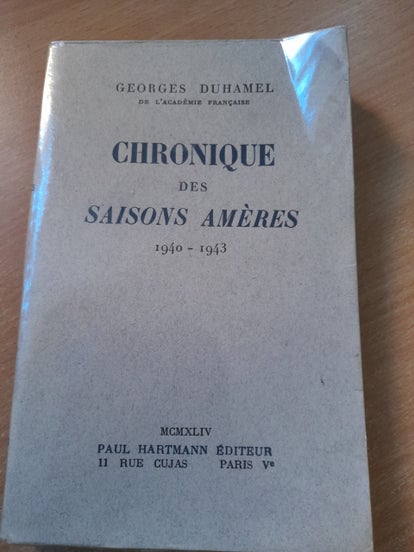 GEORGES DUHAMEL
DE L'ACADÉMIE FRANÇAISE
CHRONIQUE
DES
SAISONS AMÈRES
1940 - 1943
MCMXLIV
PAUL HARTMANN ÉDITEUR
11 RUE CUJAS PARIS Vᵉ